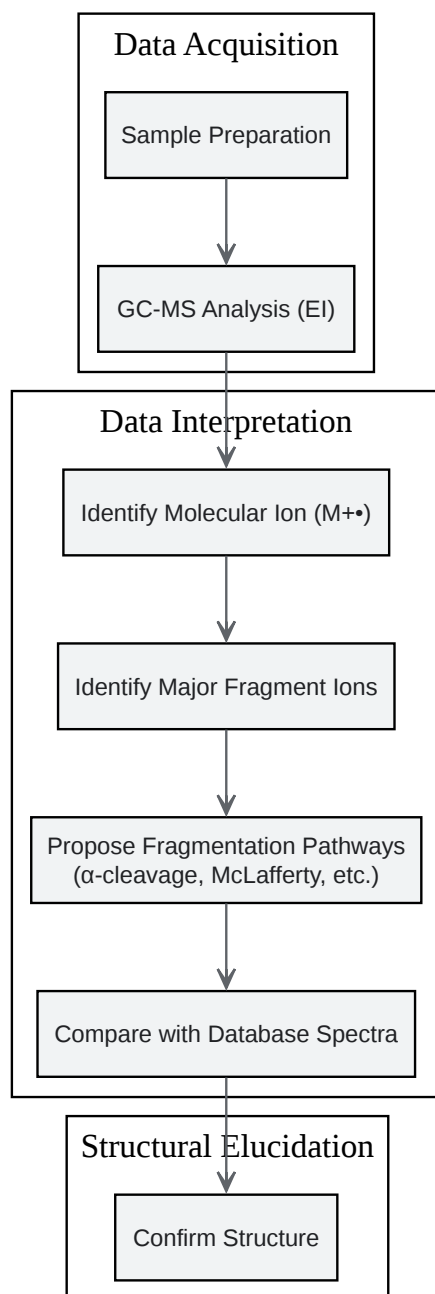 Data Acquisition
Sample Preparation
GC-MS Analysis (EI)
Data Interpretation
Identify Molecular Ion (M+•)
Identify Major Fragment Ions
Propose Fragmentation Pathways
(α-cleavage, McLafferty, etc.)
Compare with Database Spectra
Structural Elucidation
Confirm Structure